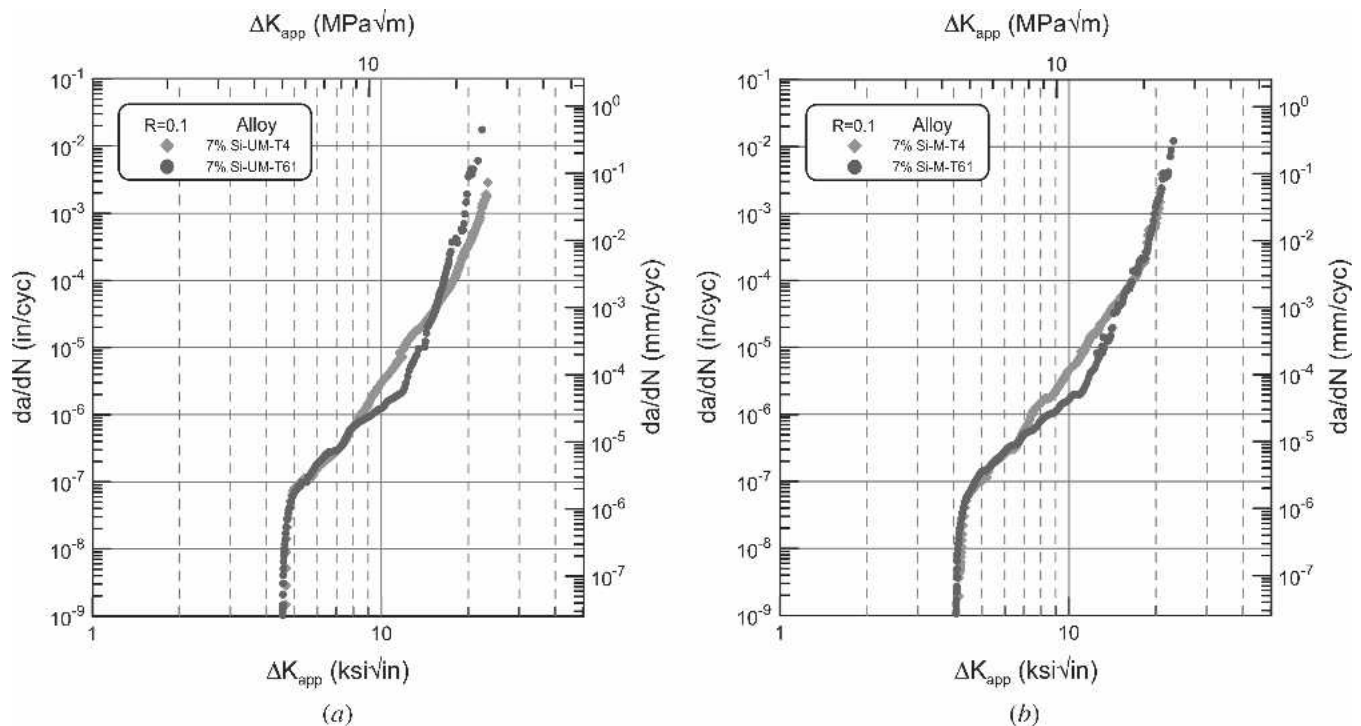 ΔK_app (MPa√m)
10
10^-1
10^-2
10^-3
10^-4
10^-5
10^-6
10^-7
10^-8
10^-9
da/dN (in/cyc)
R=0.1 Alloy
7% Si-UM-T4
7% Si-UM-T61
10^0
10^-1
10^-2
10^-3
10^-4
10^-5
10^-6
10^-7
da/dN (mm/cyc)
1 10
ΔK_app (ksi√in)
(a)
ΔK_app (MPa√m)
10
10^-1
10^-2
10^-3
10^-4
10^-5
10^-6
10^-7
10^-8
10^-9
da/dN (in/cyc)
R=0.1 Alloy
7% Si-M-T4
7% Si-M-T61
10^0
10^-1
10^-2
10^-3
10^-4
10^-5
10^-6
10^-7
da/dN (mm/cyc)
1 10
ΔK_app (ksi√in)
(b)